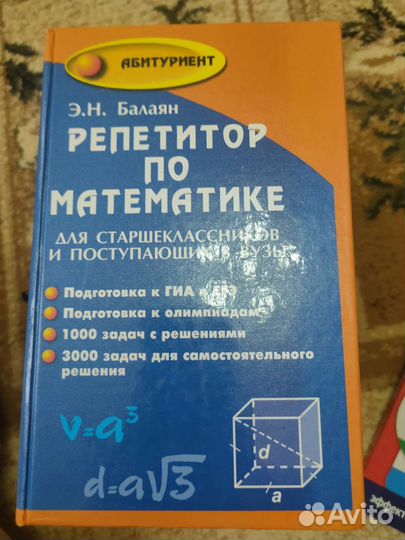 АБИТУРИЕНТ
Э.Н. Балаян
РЕПЕТИТОР
ПО
МАТЕМАТИКЕ
ДЛЯ СТАРШЕКЛАССНИКОВ
И ПОСТУПАЮЩИХ В ВУЗЫ
Подготовка к ГИА и ЕГЭ
Подготовка к олимпиадам
1000 задач с решениями
3000 задач для самостоятельного
решения
V=a³
d=a√3
d
a
Avito